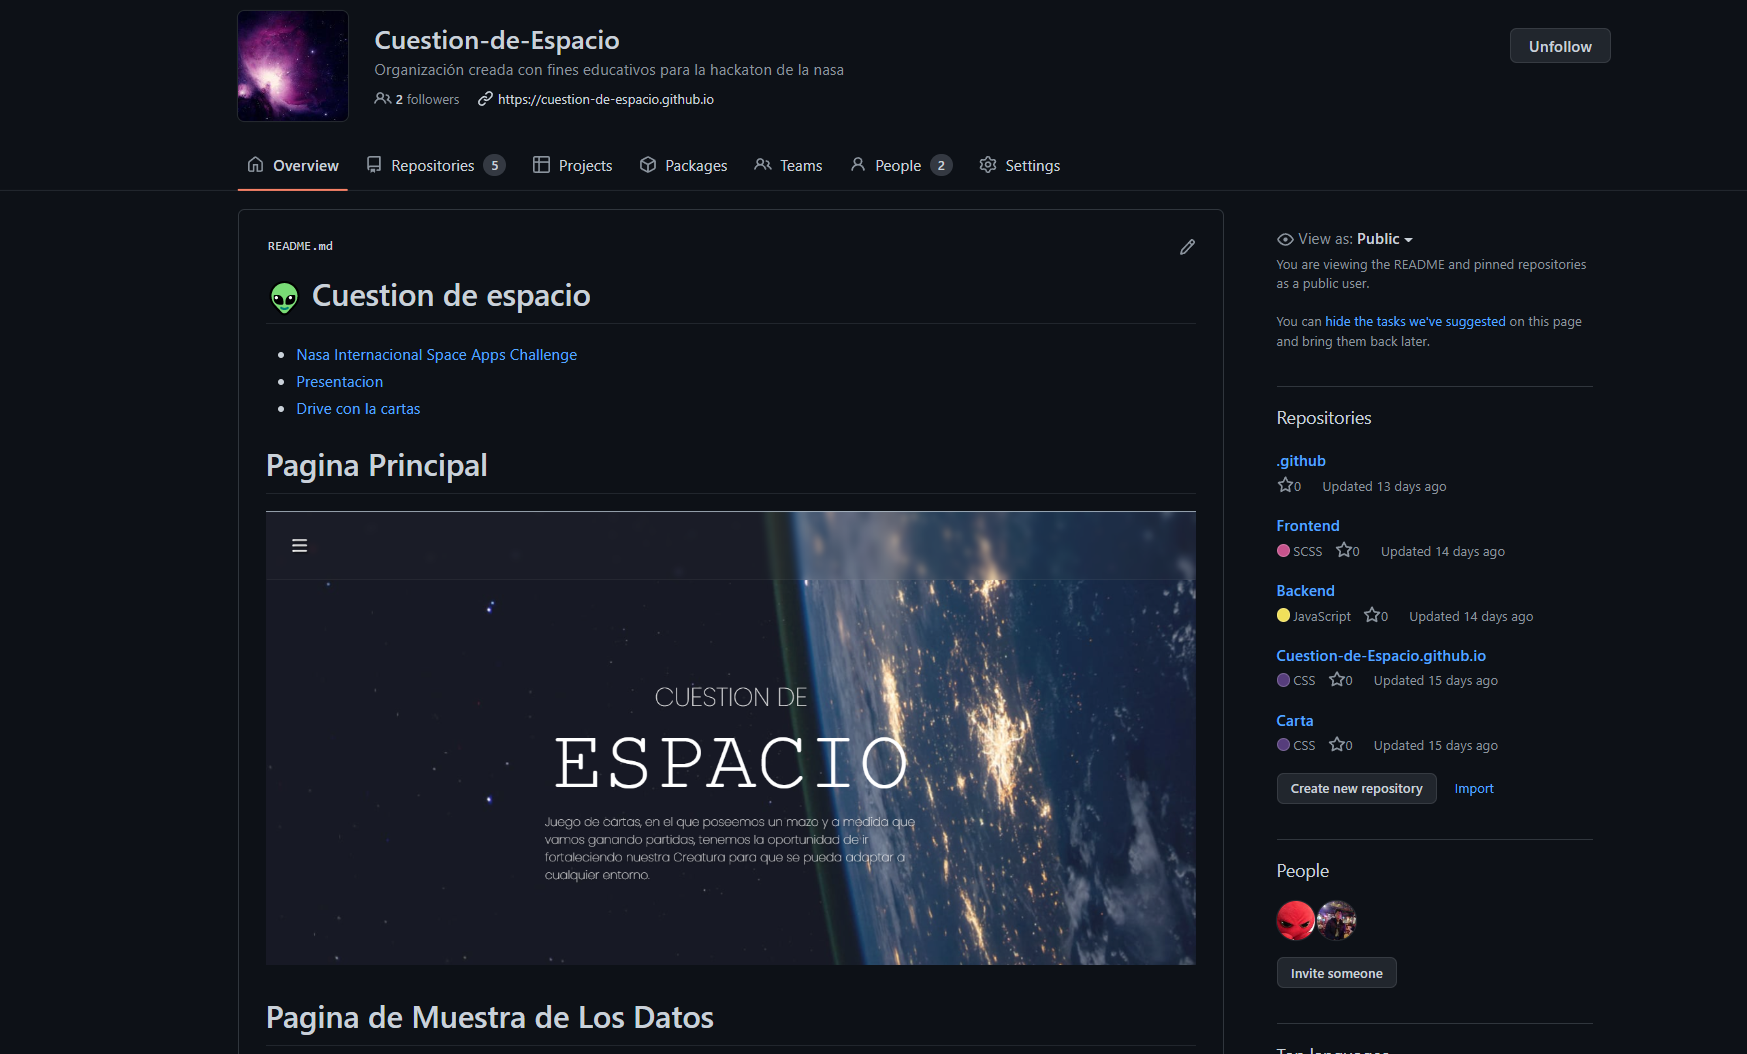 Cuestion-de-Espacio
Unfollow
Organización creada con fines educativos para la hackaton de la nasa
2 followers https://cuestion-de-espacio.github.io
Overview Repositories 5 Projects Packages Teams People 2 Settings
README.md
Cuestion de espacio
Nasa Internacional Space Apps Challenge
Presentacion
Drive con la cartas
Pagina Principal
CUESTION DE
ESPACIO
Juego de cartas, en el que poseemos un mazo y a medida que
vamos ganando partidas, tenemos la oportunidad de ir
fortaleciendo nuestra Creatura para que se pueda adaptar a
cualquier entorno.
Pagina de Muestra de Los Datos
View as: Public
You are viewing the README and pinned repositories
as a public user.
You can hide the tasks we've suggested on this page
and bring them back later.
Repositories
.github
0 Updated 13 days ago
Frontend
SCSS 0 Updated 14 days ago
Backend
JavaScript 0 Updated 14 days ago
Cuestion-de-Espacio.github.io
CSS 0 Updated 15 days ago
Carta
CSS 0 Updated 15 days ago
Create new repository Import
People
Invite someone
Top languages